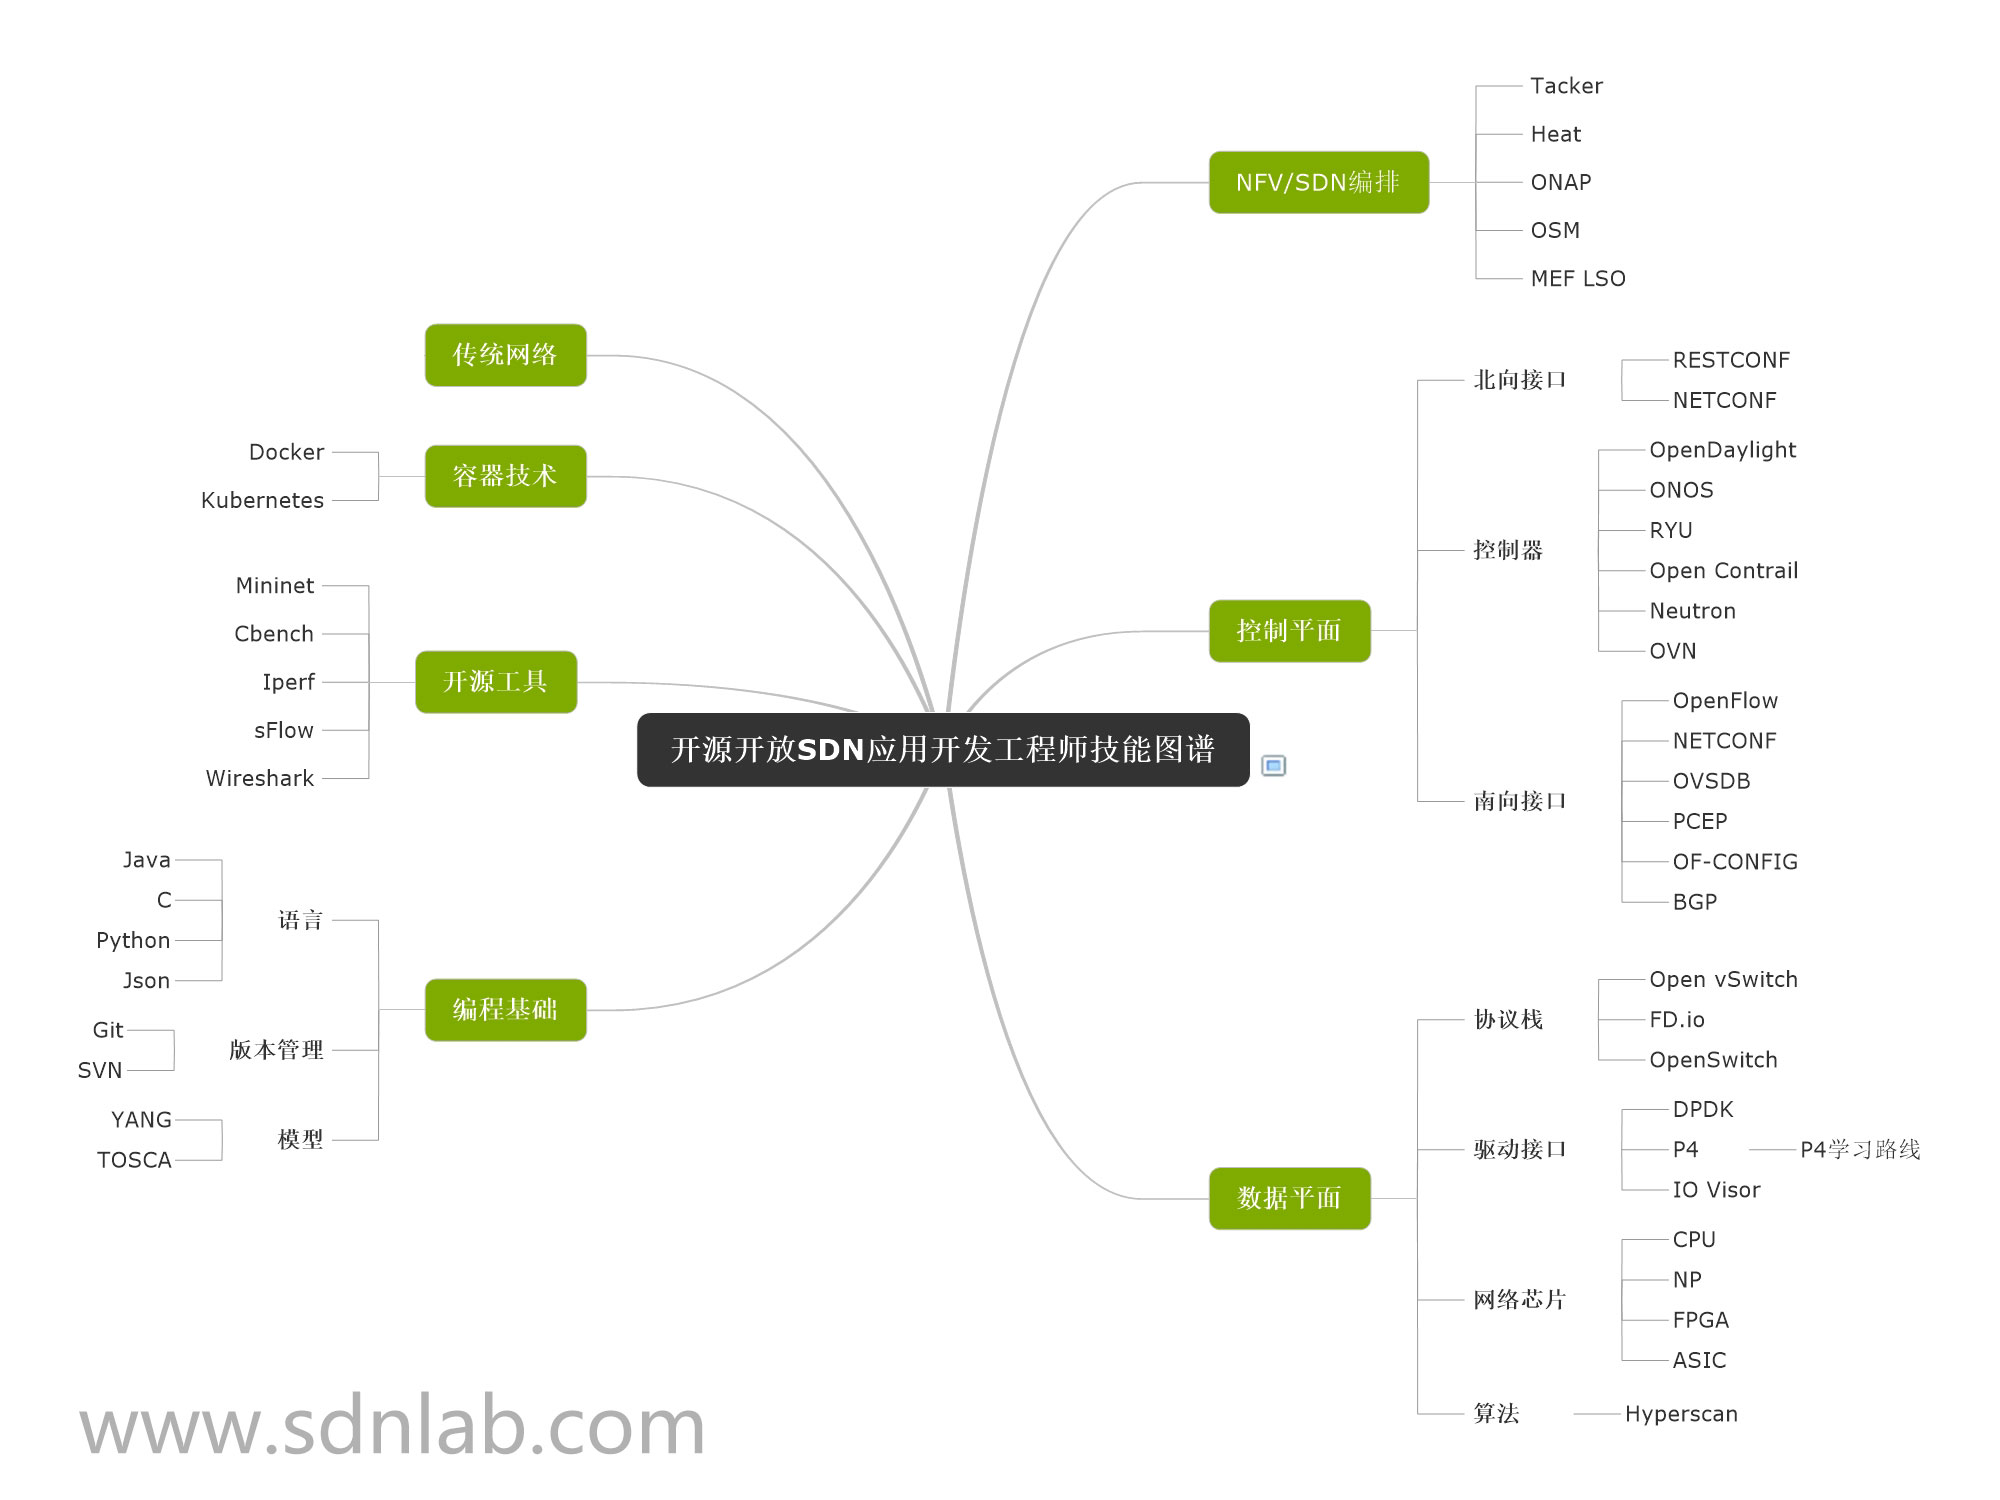 开源开放SDN应用开发工程师技能图谱
NFV/SDN编排
Tacker
Heat
ONAP
OSM
MEF LSO
控制平面
北向接口
RESTCONF
NETCONF
控制器
OpenDaylight
ONOS
RYU
Open Contrail
Neutron
OVN
南向接口
OpenFlow
NETCONF
OVSDB
PCEP
OF-CONFIG
BGP
数据平面
协议栈
Open vSwitch
FD.io
OpenSwitch
驱动接口
DPDK
P4
P4学习路线
IO Visor
网络芯片
CPU
NP
FPGA
ASIC
算法
Hyperscan
传统网络
容器技术
Docker
Kubernetes
开源工具
Mininet
Cbench
Iperf
sFlow
Wireshark
编程基础
语言
Java
C
Python
Json
版本管理
Git
SVN
模型
YANG
TOSCA
www.sdnlab.com